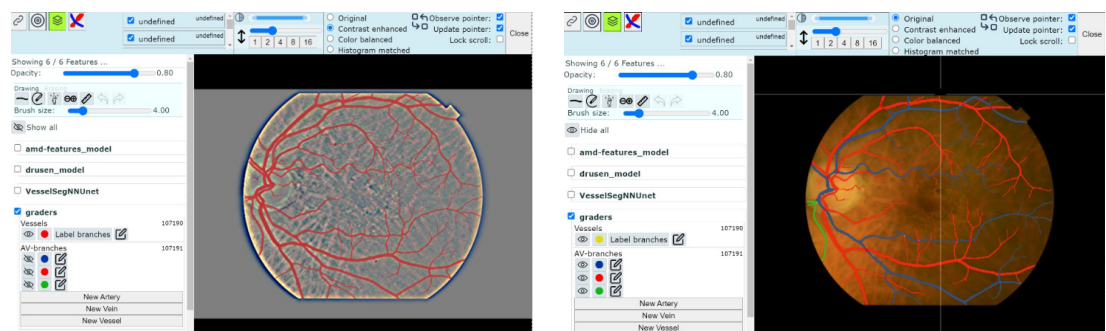 undefined undefined
undefined undefined
1 2 4 8 16
Original
Contrast enhanced
Color balanced
Histogram matched
Observe pointer:
Update pointer:
Lock scroll:
Close
Showing 6 / 6 Features ...
Opacity: 0.80
Drawing Erasing
Brush size: 4.00
Show all
amd-features_model
drusen_model
VesselSegNNUnet
graders
Vessels 107190
Label branches
AV-branches 107191
New Artery
New Vein
New Vessel
undefined undefined
undefined undefined
1 2 4 8 16
Original
Contrast enhanced
Color balanced
Histogram matched
Observe pointer:
Update pointer:
Lock scroll:
Close
Showing 6 / 6 Features ...
Opacity: 0.80
Drawing Erasing
Brush size: 4.00
Hide all
amd-features_model
drusen_model
VesselSegNNUnet
graders
Vessels 107190
Label branches
AV-branches 107191
New Artery
New Vein
New Vessel